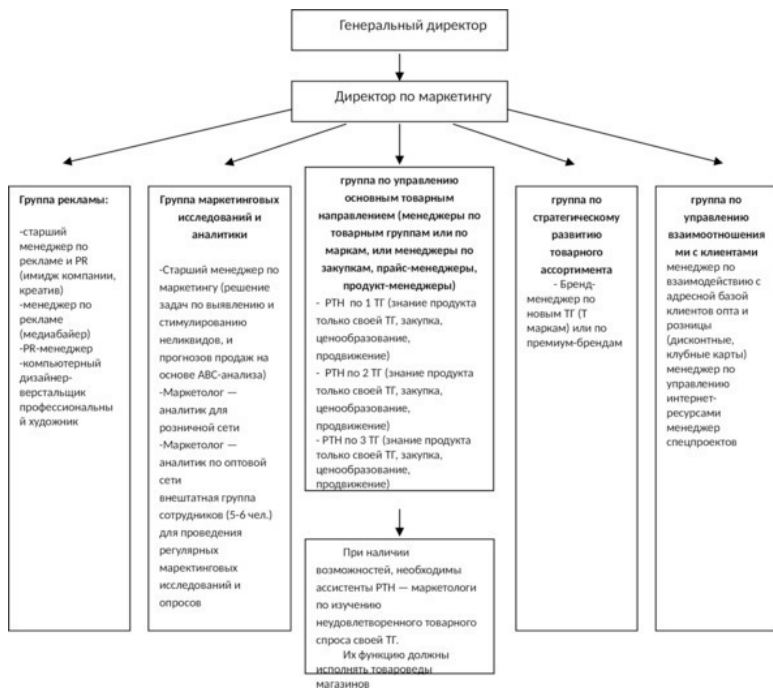 Генеральный директор
Директор по маркетингу
Группа рекламы:
-старший
менеджер по
рекламе и PR
(имидж компании,
креатив)
-менеджер по
рекламе
(медиабайер)
-PR-менеджер
-компьютерный
дизайнер-
верстальщик
профессиональны
й художник
Группа маркетинговых
исследований и
аналитики
-Старший менеджер по
маркетингу (решение
задач по выявлению и
стимулированию
неликвидов, и
прогнозов продаж на
основе АВС-анализа)
-Маркетолог —
аналитик для
розничной сети
-Маркетолог —
аналитик по оптовой
сети
внештатная группа
сотрудников (5-6 чел.)
для проведения
регулярных
маректинговых
исследований и
опросов
группа по управлению
основным товарным
направлением (менеджеры по
товарным группам или по
маркам, или менеджеры по
закупкам, прайс-менеджеры,
продукт-менеджеры)
- РТН по 1 ТГ (знание продукта
только своей ТГ, закупка,
ценообразование,
продвижение)
- РТН по 2 ТГ (знание продукта
только своей ТГ, закупка,
ценообразование,
продвижение)
- РТН по 3 ТГ (знание продукта
только своей ТГ, закупка,
ценообразование,
продвижение)
При наличии
возможностей, необходимы
ассистенты РТН — маркетологи
по изучению
неудовлетворенного товарного
спроса своей ТГ.
Их функцию должны
исполнять товароведы
магазинов
группа по
стратегическому
развитию
товарного
ассортимента
- Бренд-
менеджер по
новым ТГ (Т
маркам) или по
премиум-брендам
группа по
управлению
взаимоотношения
ми с клиентами
менеджер по
взаимодействию с
адресной базой
клиентов опта и
розницы
(дисконтные,
клубные карты)
менеджер по
управлению
интернет-
ресурсами
менеджер
спецпроектов